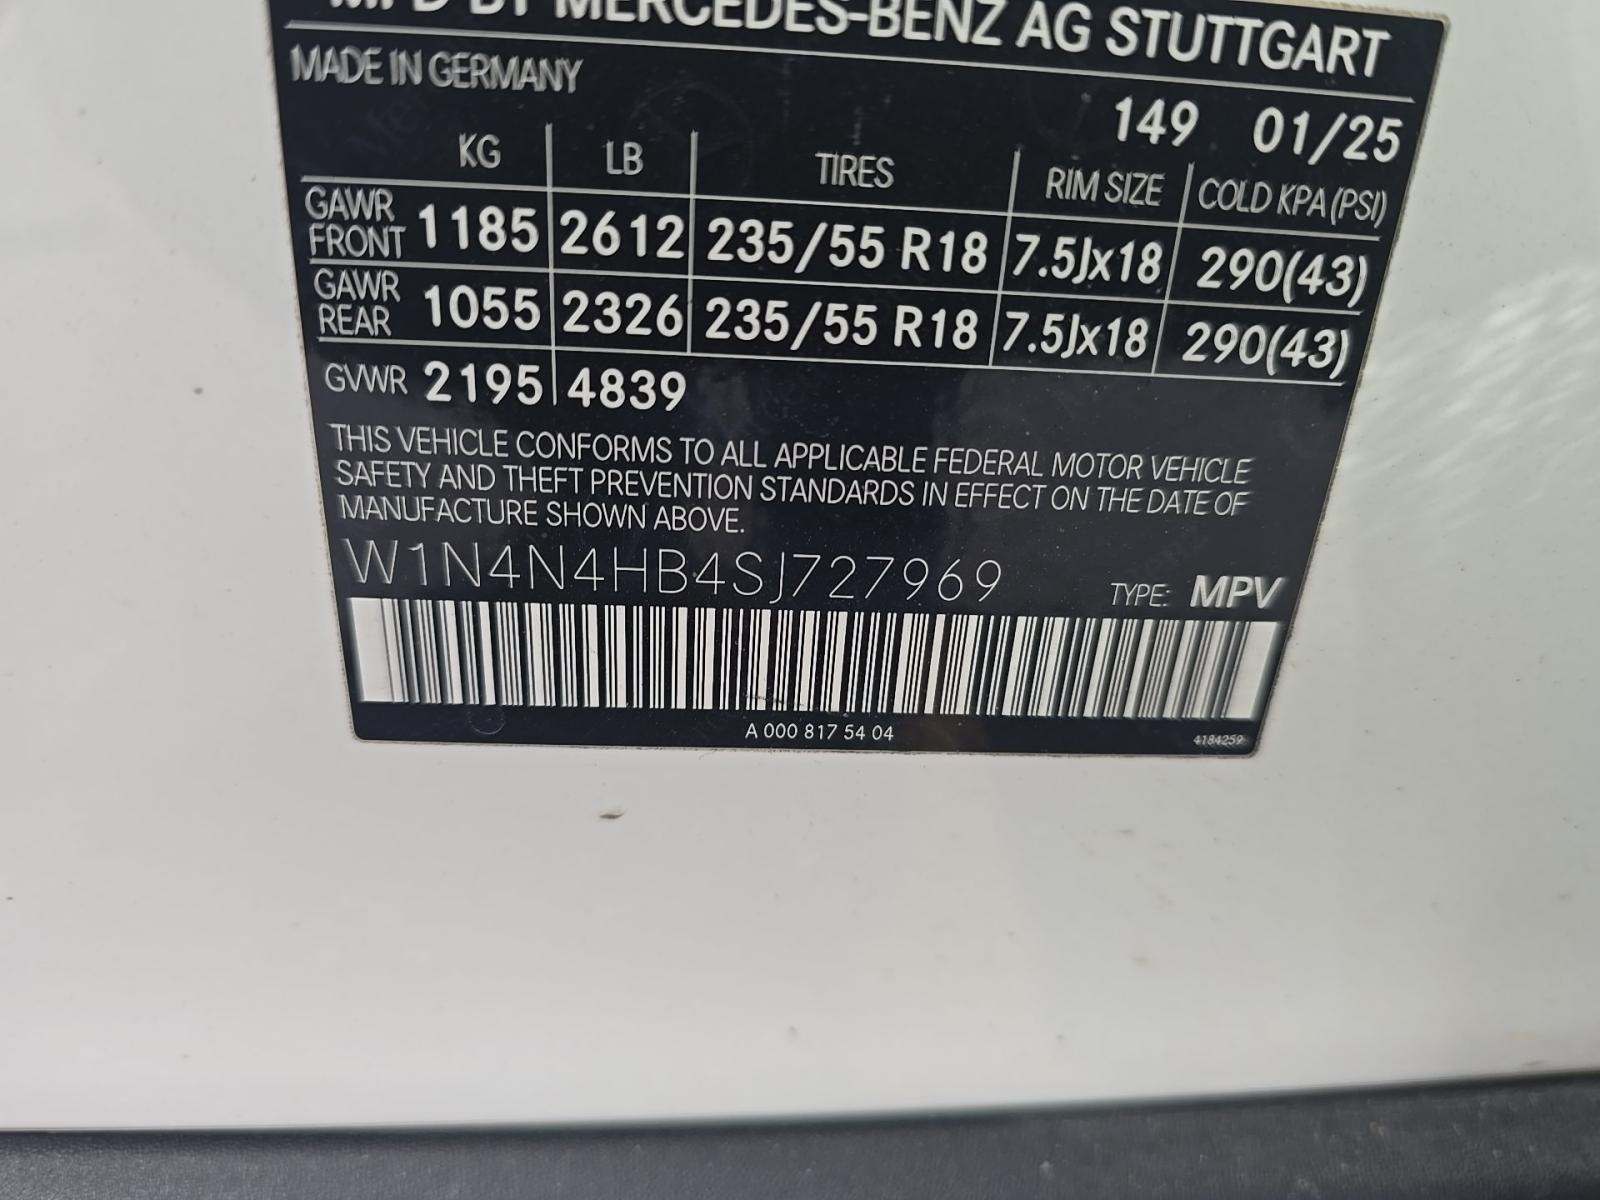 MFD BY MERCEDES-BENZ AG STUTTGART
MADE IN GERMANY
149 01/25
KG LB TIRES RIM SIZE COLD KPA (PSI)
GAWR FRONT 1185 2612 235/55 R18 7.5Jx18 290(43)
GAWR REAR 1055 2326 235/55 R18 7.5Jx18 290(43)
GVWR 2195 4839
THIS VEHICLE CONFORMS TO ALL APPLICABLE FEDERAL MOTOR VEHICLE
SAFETY AND THEFT PREVENTION STANDARDS IN EFFECT ON THE DATE OF
MANUFACTURE SHOWN ABOVE.
W1N4N4HB4SJ727969 TYPE: MPV
A 000 817 54 04
4184259